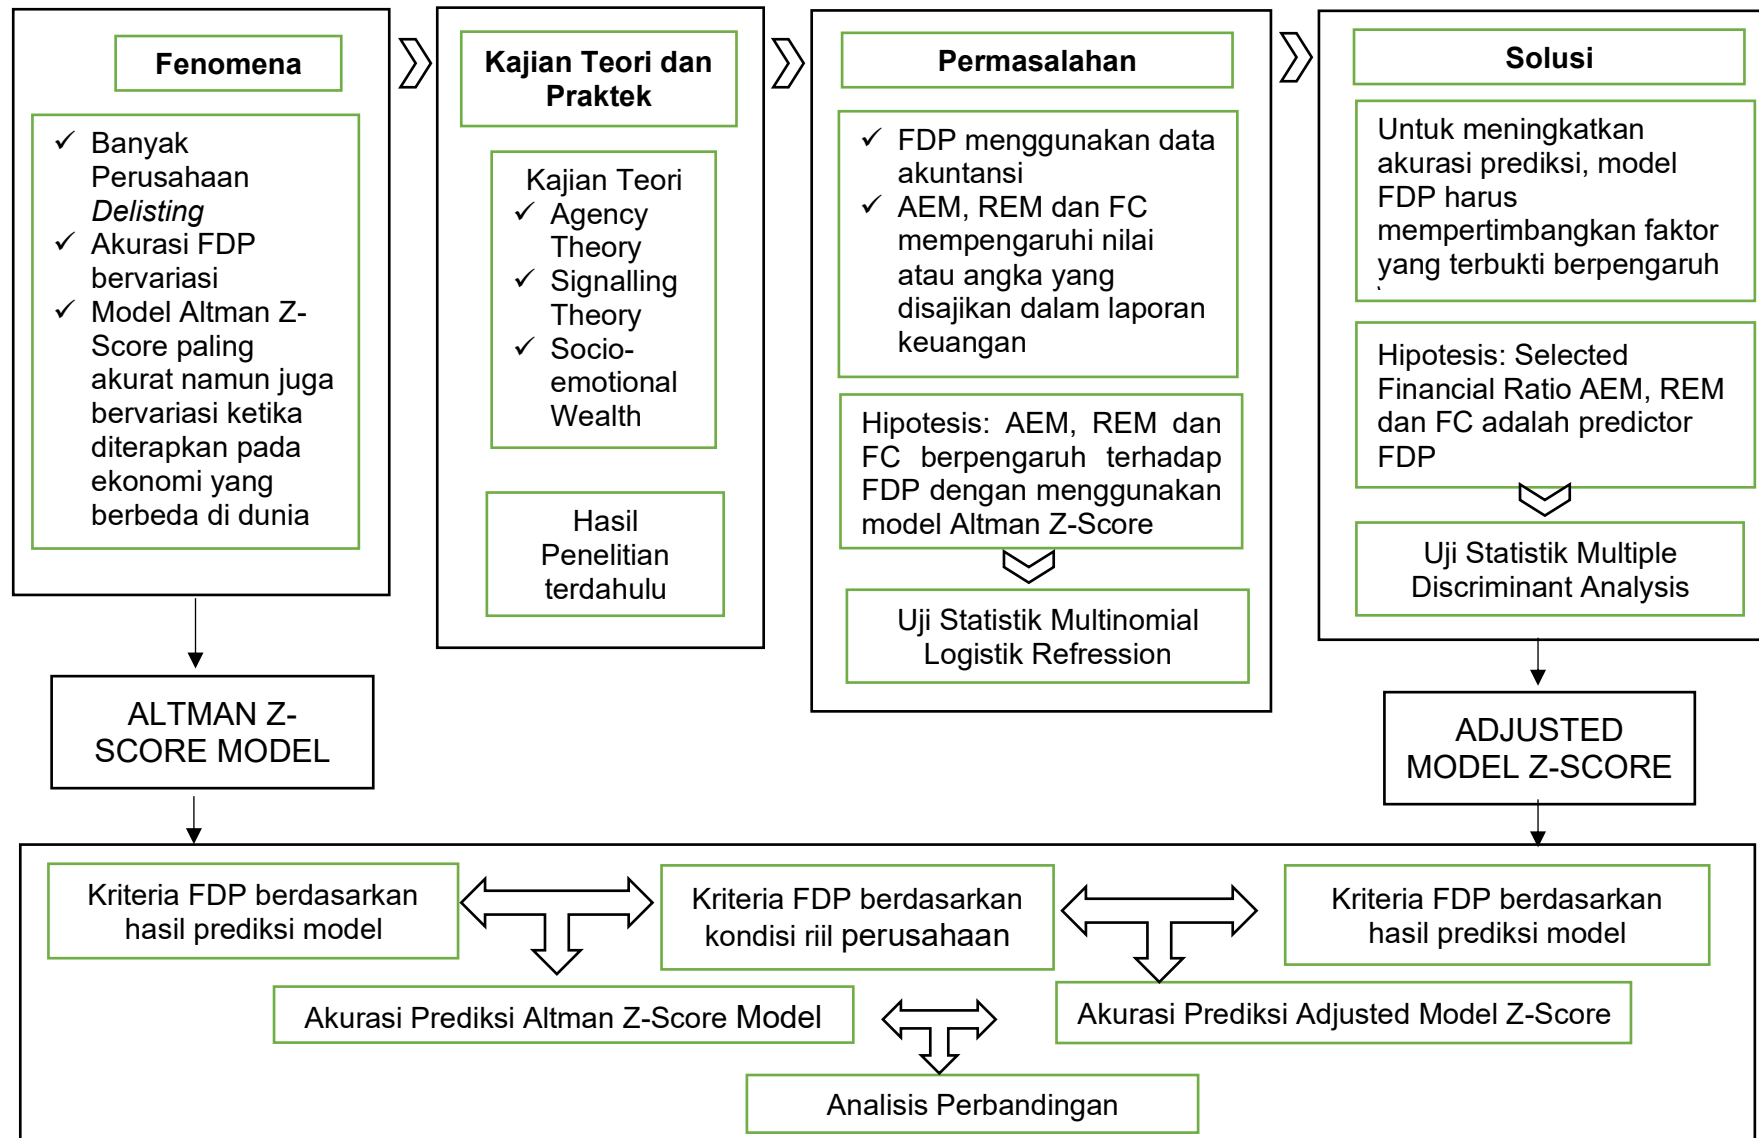 Fenomena
✓ Banyak
Perusahaan
Delisting
✓ Akurasi FDP
bervariasi
✓ Model Altman Z-
Score paling
akurat namun juga
bervariasi ketika
diterapkan pada
ekonomi yang
berbeda di dunia
Kajian Teori dan
Praktek
Kajian Teori
✓ Agency
Theory
✓ Signalling
Theory
✓ Socio-
emotional
Wealth
Hasil
Penelitian
terdahulu
Permasalahan
✓ FDP menggunakan data
akuntansi
✓ AEM, REM dan FC
mempengaruhi nilai
atau angka yang
disajikan dalam laporan
keuangan
Hipotesis: AEM, REM dan
FC berpengaruh terhadap
FDP dengan menggunakan
model Altman Z-Score
Uji Statistik Multinomial
Logistik Refression
Solusi
Untuk meningkatkan
akurasi prediksi, model
FDP harus
mempertimbangkan faktor
yang terbukti berpengaruh
Hipotesis: Selected
Financial Ratio AEM, REM
dan FC adalah predictor
FDP
Uji Statistik Multiple
Discriminant Analysis
ALTMAN Z-
SCORE MODEL
ADJUSTED
MODEL Z-SCORE
Kriteria FDP berdasarkan
hasil prediksi model
Kriteria FDP berdasarkan
kondisi riil perusahaan
Kriteria FDP berdasarkan
hasil prediksi model
Akurasi Prediksi Altman Z-Score Model
Akurasi Prediksi Adjusted Model Z-Score
Analisis Perbandingan